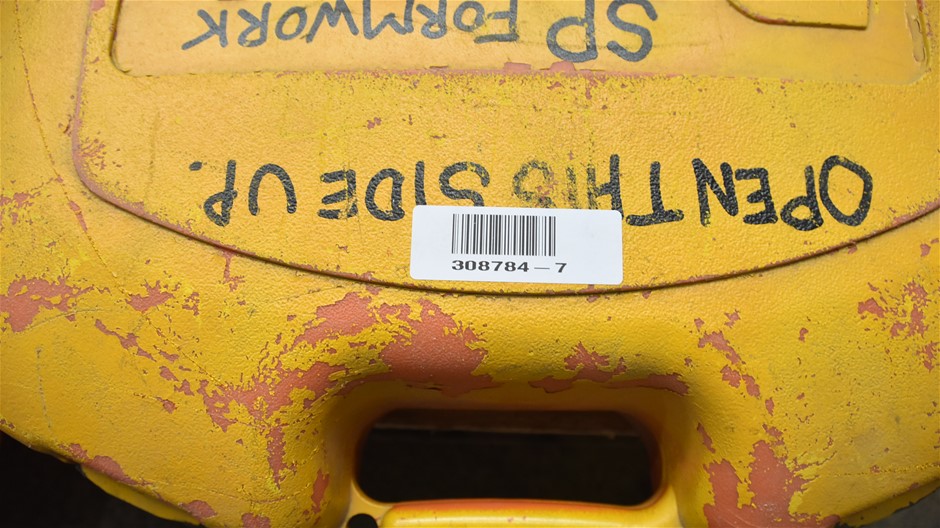 OPEN THIS SIDE UP.
SP FORMWORK
308784-7